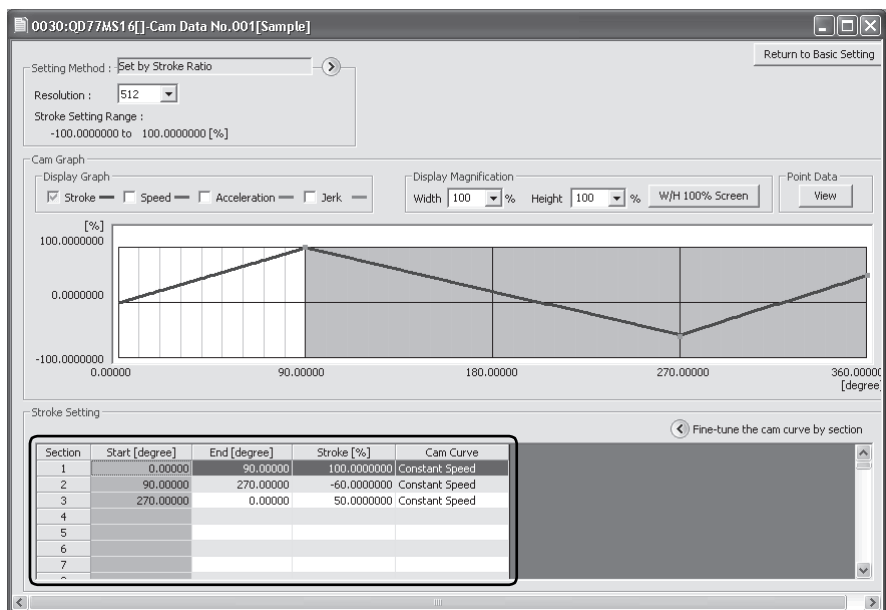 0030:QD77MS16[]-Cam Data No.001[Sample]
Return to Basic Setting
Setting Method : Set by Stroke Ratio
Resolution : 512
Stroke Setting Range :
-100.0000000 to 100.0000000 [%]
Cam Graph
Display Graph
Stroke Speed Acceleration Jerk
Display Magnification
Width 100 % Height 100 % W/H 100% Screen
Point Data
View
[%]
100.0000000
0.0000000
-100.0000000
0.00000 90.00000 180.00000 270.00000 360.00000
[degree]
Stroke Setting
Fine-tune the cam curve by section
Section Start [degree] End [degree] Stroke [%] Cam Curve
1 0.00000 90.00000 100.0000000 Constant Speed
2 90.00000 270.00000 -60.0000000 Constant Speed
3 270.00000 0.00000 50.0000000 Constant Speed
4
5
6
7